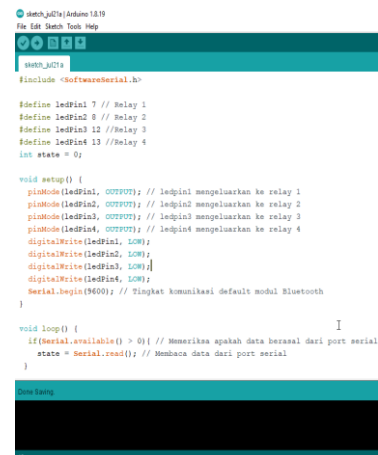 sketch_jul21a | Arduino 1.8.19
File Edit Sketch Tools Help
sketch_jul21a
#include <SoftwareSerial.h>
#define ledPin1 7 // Relay 1
#define ledPin2 8 // Relay 2
#define ledPin3 12 //Relay 3
#define ledPin4 13 //Relay 4
int state = 0;
void setup() {
pinMode(ledPin1, OUTPUT); // ledpin1 mengeluarkan ke relay 1
pinMode(ledPin2, OUTPUT); // ledpin2 mengeluarkan ke relay 2
pinMode(ledPin3, OUTPUT); // ledpin3 mengeluarkan ke relay 3
pinMode(ledPin4, OUTPUT); // ledpin4 mengeluarkan ke relay 4
digitalWrite(ledPin1, LOW);
digitalWrite(ledPin2, LOW);
digitalWrite(ledPin3, LOW);
digitalWrite(ledPin4, LOW);
Serial.begin(9600); // Tingkat komunikasi default modul Bluetooth
}
void loop() {
if(Serial.available() > 0){ // Memeriksa apakah data berasal dari port serial
state = Serial.read(); // Membaca data dari port serial
}
Done Saving.